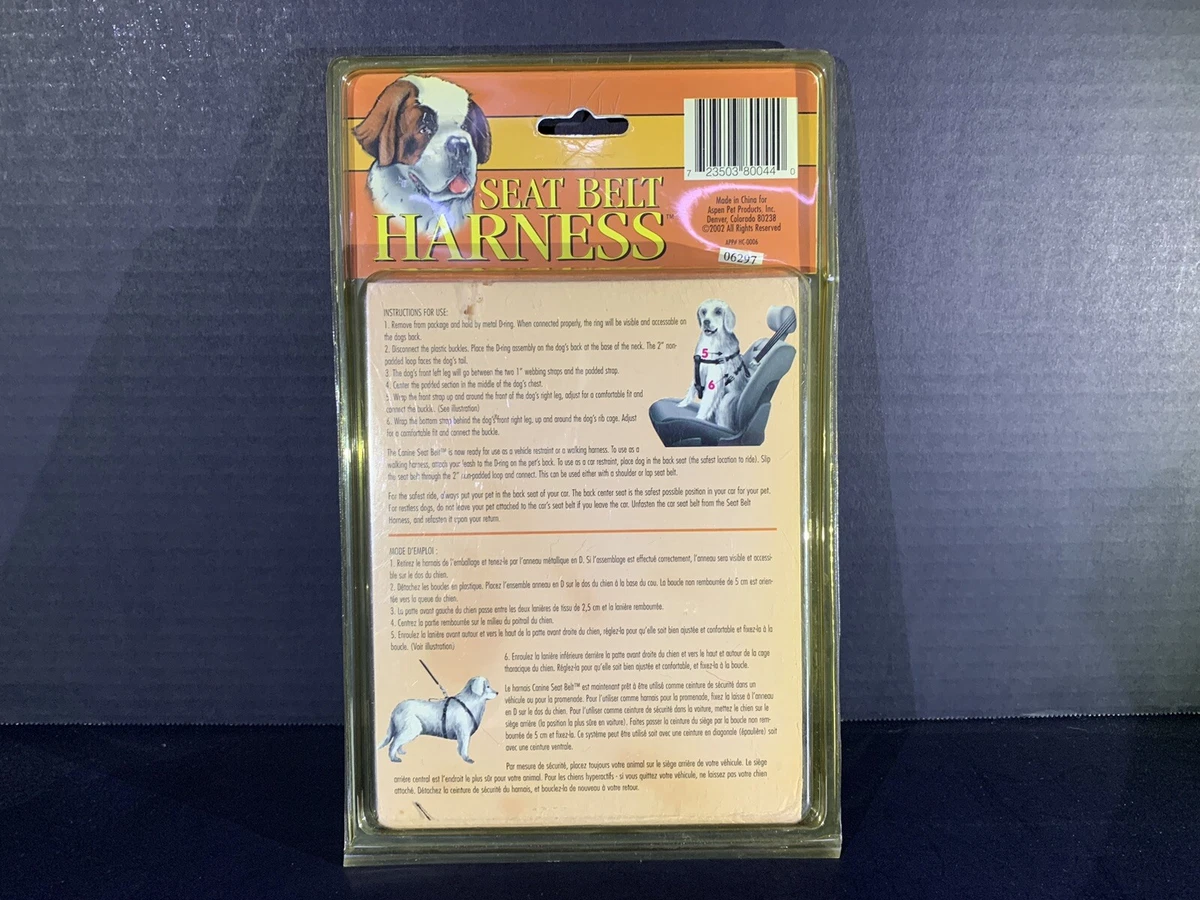 7 23503 80044 0
SEAT BELT
HARNESS™
Made in China for
Aspen Pet Products, Inc.
Denver, Colorado 80238
©2002 All Rights Reserved
APP# HC-0006
06297
INSTRUCTIONS FOR USE:
1. Remove from package and hold by metal D-ring. When connected properly, the ring will be visible and accessable on
the dogs back.
2. Disconnect the plastic buckles. Place the D-ring assembly on the dog's back at the base of the neck. The 2" non-
padded loop faces the dog's tail.
3. The dog's front left leg will go between the two 1" webbing straps and the padded strap.
4. Center the padded section in the middle of the dog's chest.
5. Wrap the front strap up and around the front of the dog's right leg, adjust for a comfortable fit and
connect the buckle. (See illustration)
6. Wrap the bottom strap behind the dog's front right leg, up and around the dog's rib cage. Adjust
for a comfortable fit and connect the buckle.
5
6
The Canine Seat Belt™ is now ready for use as a vehicle restraint or a walking harness. To use as a
walking harness, attach your leash to the D-ring on the pet's back. To use as a car restraint, place dog in the back seat (the safest location to ride). Slip
the seat belt through the 2" non-padded loop and connect. This can be used either with a shoulder or lap seat belt.
For the safest ride, always put your pet in the back seat of your car. The back center seat is the safest possible position in your car for your pet.
For restless dogs, do not leave your pet attached to the car's seat belt if you leave the car. Unfasten the car seat belt from the Seat Belt
Harness, and refasten it upon your return.
MODE D'EMPLOI :
1. Retirez le harnais de l'emballage et tenez-le par l'anneau métallique en D. Si l'assemblage est effectué correctement, l'anneau sera visible et accessi-
ble sur le dos du chien.
2. Détachez les boucles en plastique. Placez l'ensemble anneau en D sur le dos du chien à la base du cou. La boucle non rembourrée de 5 cm est orien-
tée vers la queue du chien.
3. La patte avant gauche du chien passe entre les deux lanières de tissu de 2,5 cm et la lanière rembourrée.
4. Centrez la partie rembourrée sur le milieu du poitrail du chien.
5. Enroulez la lanière avant autour et vers le haut de la patte avant droite du chien, réglez-la pour qu'elle soit bien ajustée et confortable et fixez-la à la
boucle. (Voir illustration)
6. Enroulez la lanière inférieure derrière la patte avant droite du chien et vers le haut et autour de la cage
thoracique du chien. Réglez-la pour qu'elle soit bien ajustée et confortable, et fixez-la à la boucle.
Le harnais Canine Seat Belt™ est maintenant prêt à être utilisé comme ceinture de sécurité dans un
véhicule ou pour la promenade. Pour l'utiliser comme harnais pour la promenade, fixez la laisse à l'anneau
en D sur le dos du chien. Pour l'utiliser comme ceinture de sécurité dans la voiture, mettez le chien sur le
siège arrière (la position la plus sûre en voiture). Faites passer la ceinture du siège par la boucle non rem-
bourrée de 5 cm et fixez-la. Ce système peut être utilisé soit avec une ceinture en diagonale (épaulière) soit
avec une ceinture ventrale.
Par mesure de sécurité, placez toujours votre animal sur le siège arrière de votre véhicule. Le siège
arrière central est l'endroit le plus sûr pour votre animal. Pour les chiens hyperactifs - si vous quittez votre véhicule, ne laissez pas votre chien
attaché. Détachez la ceinture de sécurité du harnais, et bouclez-la de nouveau à votre retour.